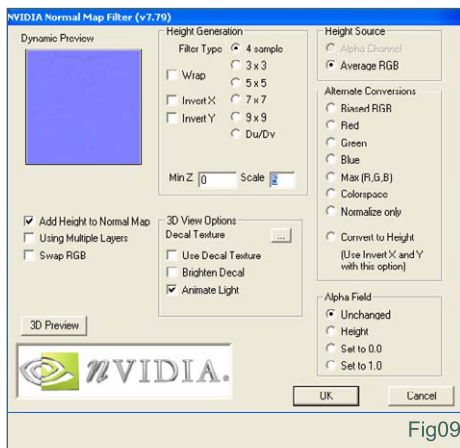 NVIDIA Normal Map Filter (v7.79)
Dynamic Preview
Height Generation
Filter Type
4 sample
3 x 3
5 x 5
7 x 7
9 x 9
Du/Dv
Wrap
Invert X
Invert Y
Min Z 0
Scale 5
Height Source
Alpha Channel
Average RGB
Alternate Conversions
Biased RGB
Red
Green
Blue
Max (R,G,B)
Colorspace
Normalize only
Convert to Height
(Use Invert X and Y
with this option)
Add Height to Normal Map
Using Multiple Layers
Swap RGB
3D View Options
Decal Texture ...
Use Decal Texture
Brighten Decal
Animate Light
Alpha Field
Unchanged
Height
Set to 0.0
Set to 1.0
3D Preview
nVIDIA.
OK
Cancel
Fig09